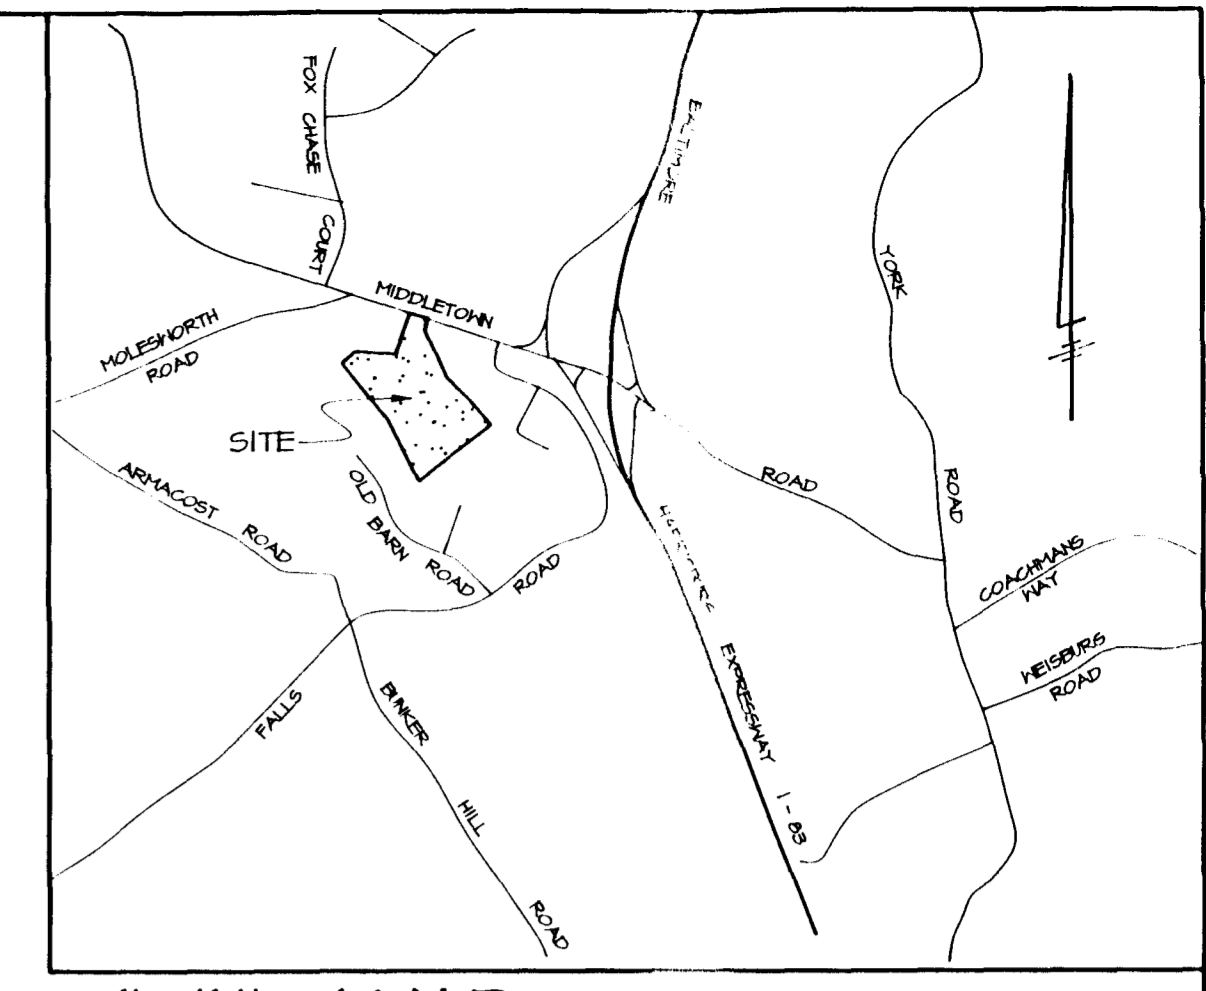 FOX CHASE
COURT
BALTIMORE
MIDDLETOWN
MOLESWORTH
ROAD
YORK
ROAD
SITE
ROAD
ARMACOST ROAD
OLD BARN ROAD
ROAD
COACHMANS
WAY
WEISBURG
ROAD
EXPRESSWAY I-83
FALLS
BUNKER
HILL
ROAD